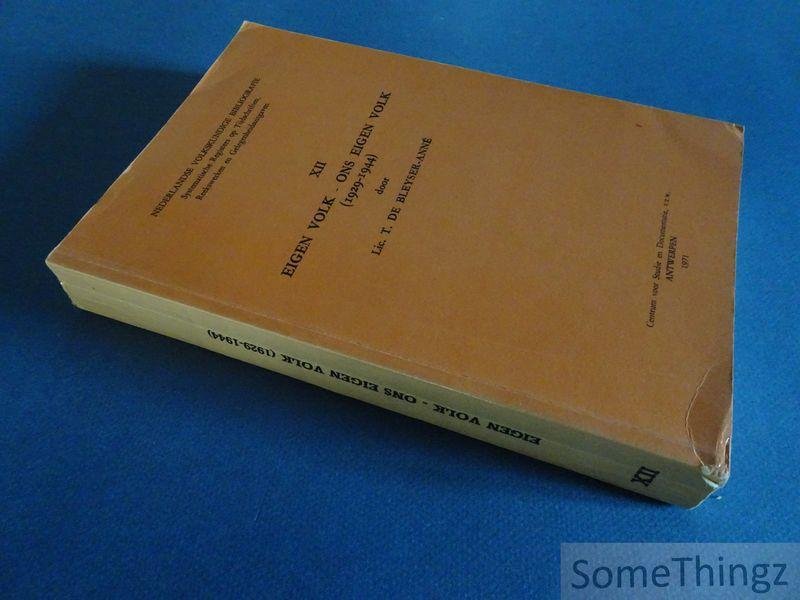 NEDERLANDSE VOLKSKUNDIGE BIBLIOGRAFIE
Systematische Registers op Tijdschriften,
Reekswerken en Gelegenheidsuitgaven
XII
EIGEN VOLK - ONS EIGEN VOLK
(1929-1944)
door
Lic. T. DE BLEYSER-ANNÉ
Centrum voor Studie en Documentatie, v.z.w.
ANTWERPEN
1971
XII
EIGEN VOLK - ONS EIGEN VOLK (1929-1944)
SomeThingz